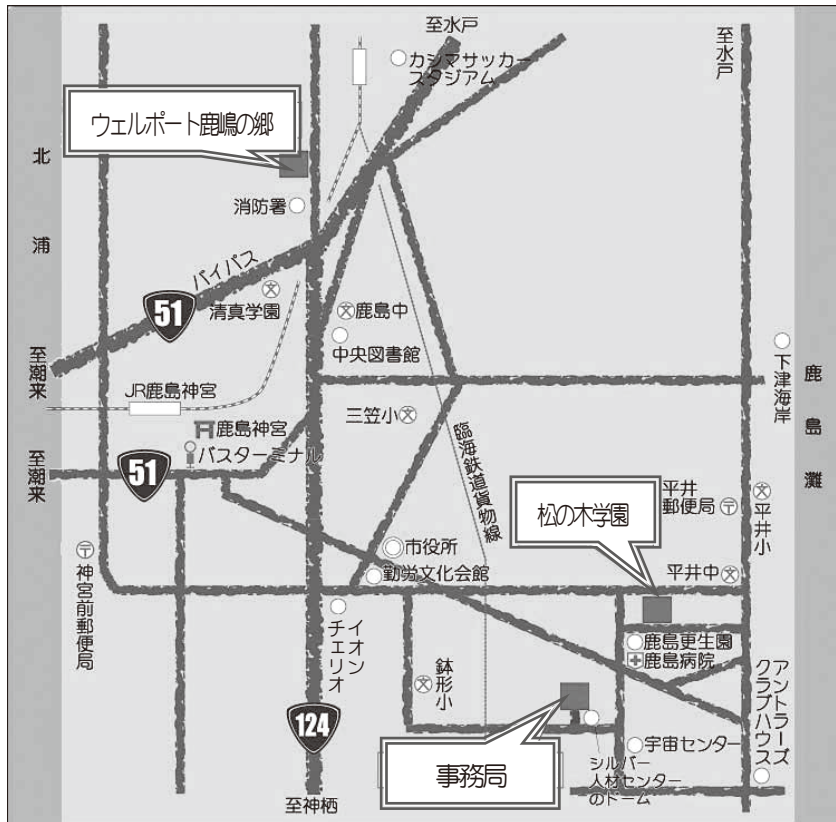 至水戸
カシマサッカー
スタジアム
至水戸
ウェルポート鹿嶋の郷
北浦
消防署
バイパス
51
清真学園
鹿島中
中央図書館
至潮来
下津海岸
鹿島灘
JR鹿島神宮
鹿島神宮
三笠小
臨海鉄道貨物線
バスターミナル
至潮来
51
松の木学園
平井
郵便局
平井小
市役所
勤労文化会館
平井中
神宮前郵便局
イオン
チェリオ
鹿島更生園
鹿島病院
鉢形小
アントラーズ
クラブハウス
124
事務局
宇宙センター
シルバー
人材センター
のドーム
至神栖